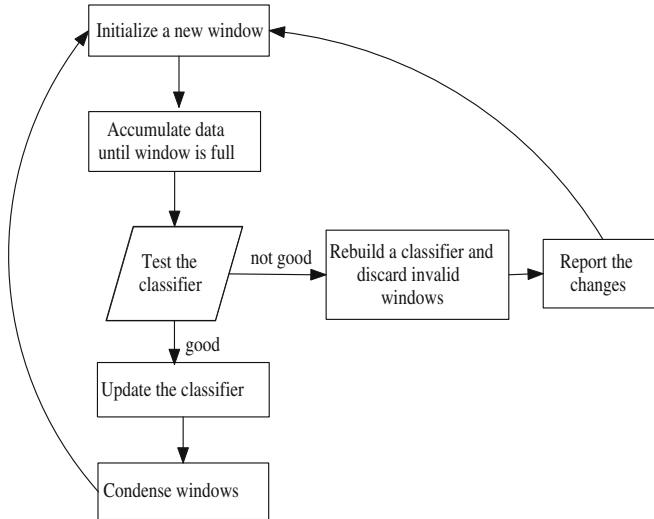 Initialize a new window
Accumulate data
until window is full
Test the
classifier
not good
Rebuild a classifier and
discard invalid
windows
Report the
changes
good
Update the classifier
Condense windows